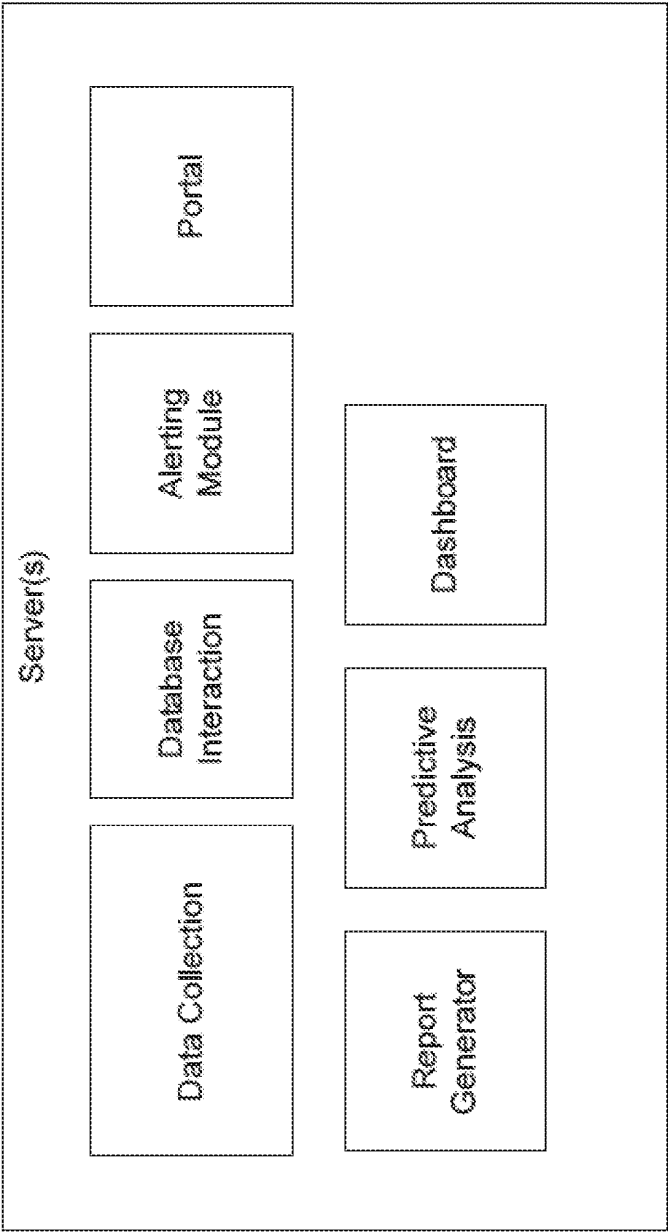 Server(s)
Data Collection
Database
Interaction
Alerting
Module
Portal
Report
Generator
Predictive
Analysis
Dashboard